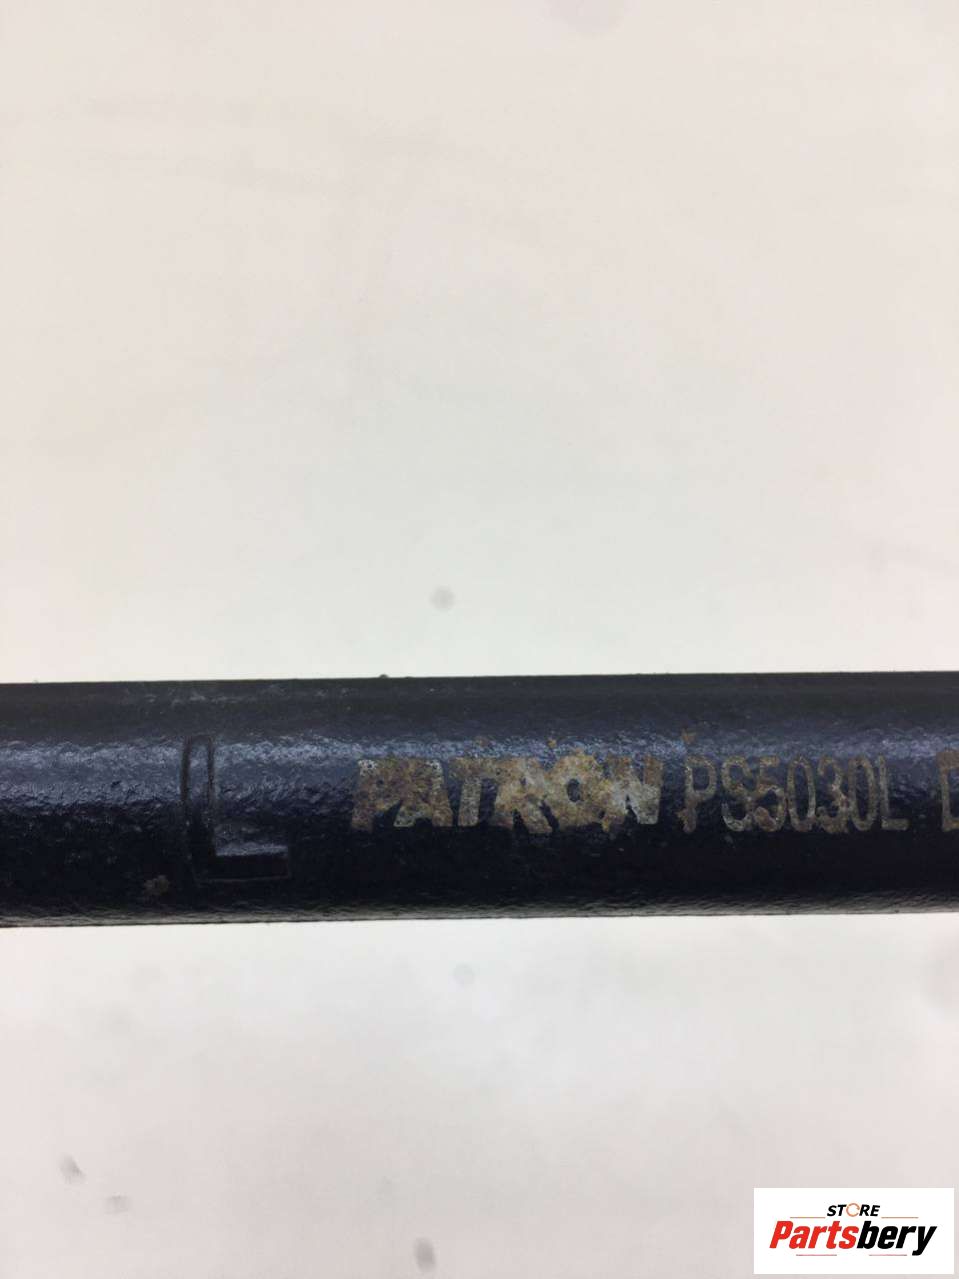 L PATRON PS5030L
STORE
Partsbery